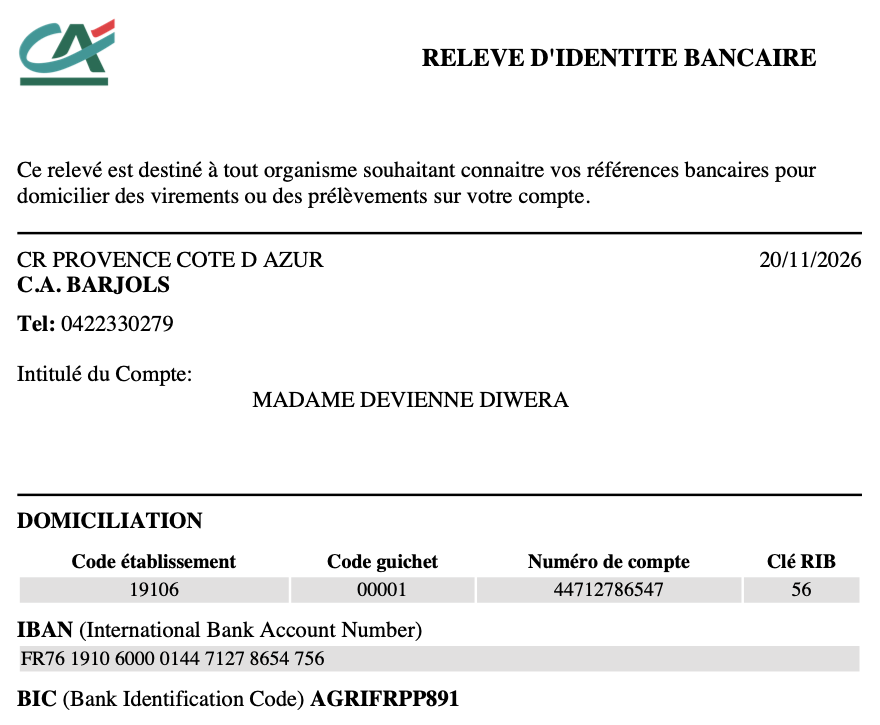 CA
RELEVE D'IDENTITE BANCAIRE
Ce relevé est destiné à tout organisme souhaitant connaitre vos références bancaires pour
domicilier des virements ou des prélèvements sur votre compte.
CR PROVENCE COTE D AZUR 20/11/2026
C.A. BARJOLS
Tel: 0422330279
Intitulé du Compte:
MADAME DEVIENNE DIWERA
DOMICILIATION
Code établissement Code guichet Numéro de compte Clé RIB
19106 00001 44712786547 56
IBAN (International Bank Account Number)
FR76 1910 6000 0144 7127 8654 756
BIC (Bank Identification Code) AGRIFRPP891